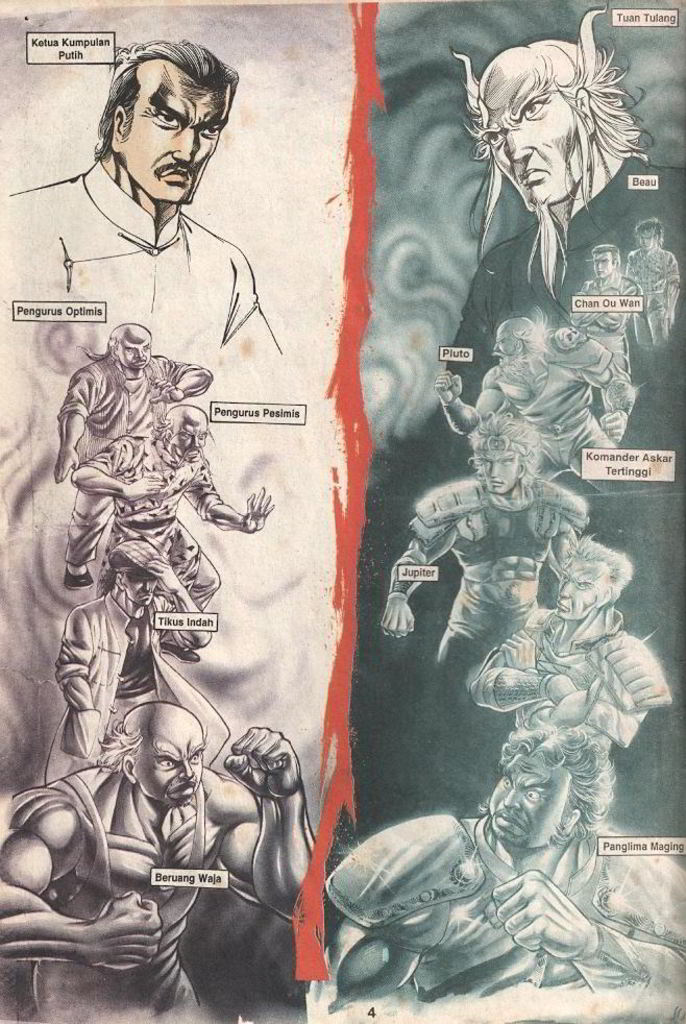 Ketua Kumpulan
Putih
Pengurus Optimis
Pengurus Pesimis
Tikus Indah
Beruang Waja
Tuan Tulang
Beau
Chan Ou Wan
Pluto
Komander Askar
Tertinggi
Jupiter
Panglima Maging
4